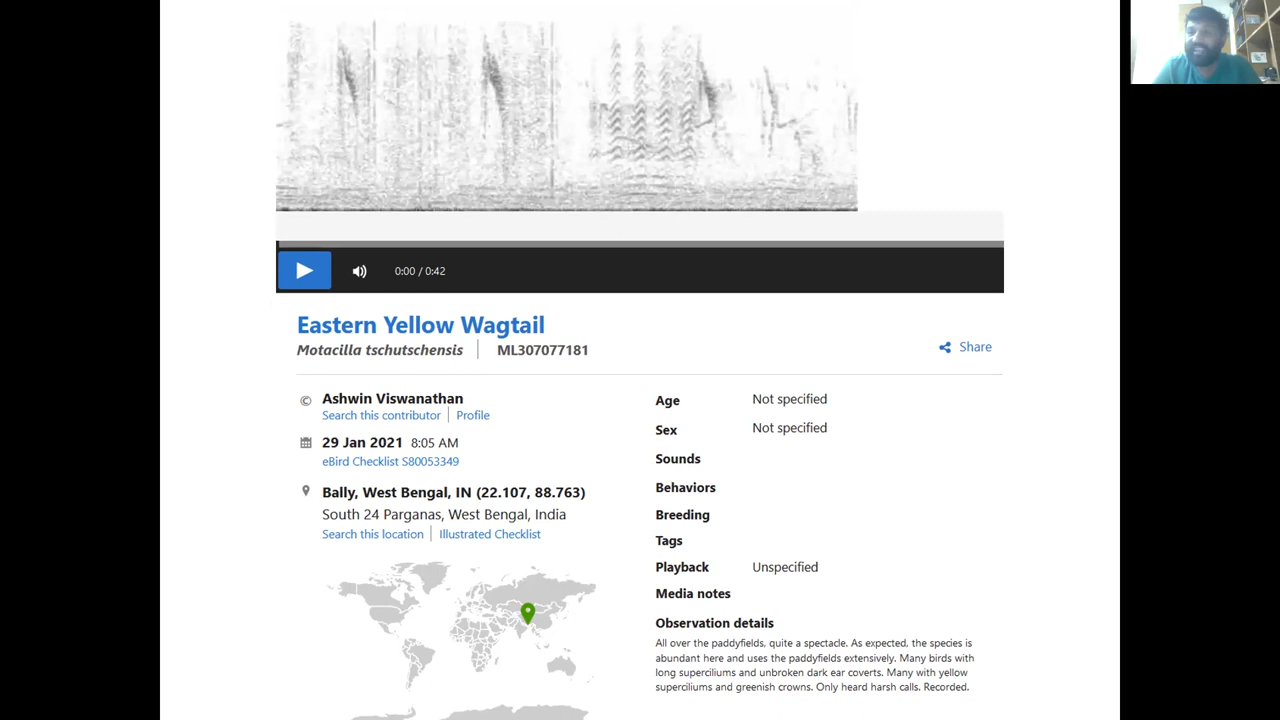 0:00 / 0:42
Eastern Yellow Wagtail
Motacilla tschutschensis | ML307077181
Share
© Ashwin Viswanathan
Search this contributor | Profile
29 Jan 2021 8:05 AM
eBird Checklist S80053349
Bally, West Bengal, IN (22.107, 88.763)
South 24 Parganas, West Bengal, India
Search this location | Illustrated Checklist
Age Not specified
Sex Not specified
Sounds
Behaviors
Breeding
Tags
Playback Unspecified
Media notes
Observation details
All over the paddyfields, quite a spectacle. As expected, the species is
abundant here and uses the paddyfields extensively. Many birds with
long superciliums and unbroken dark ear coverts. Many with yellow
superciliums and greenish crowns. Only heard harsh calls. Recorded.